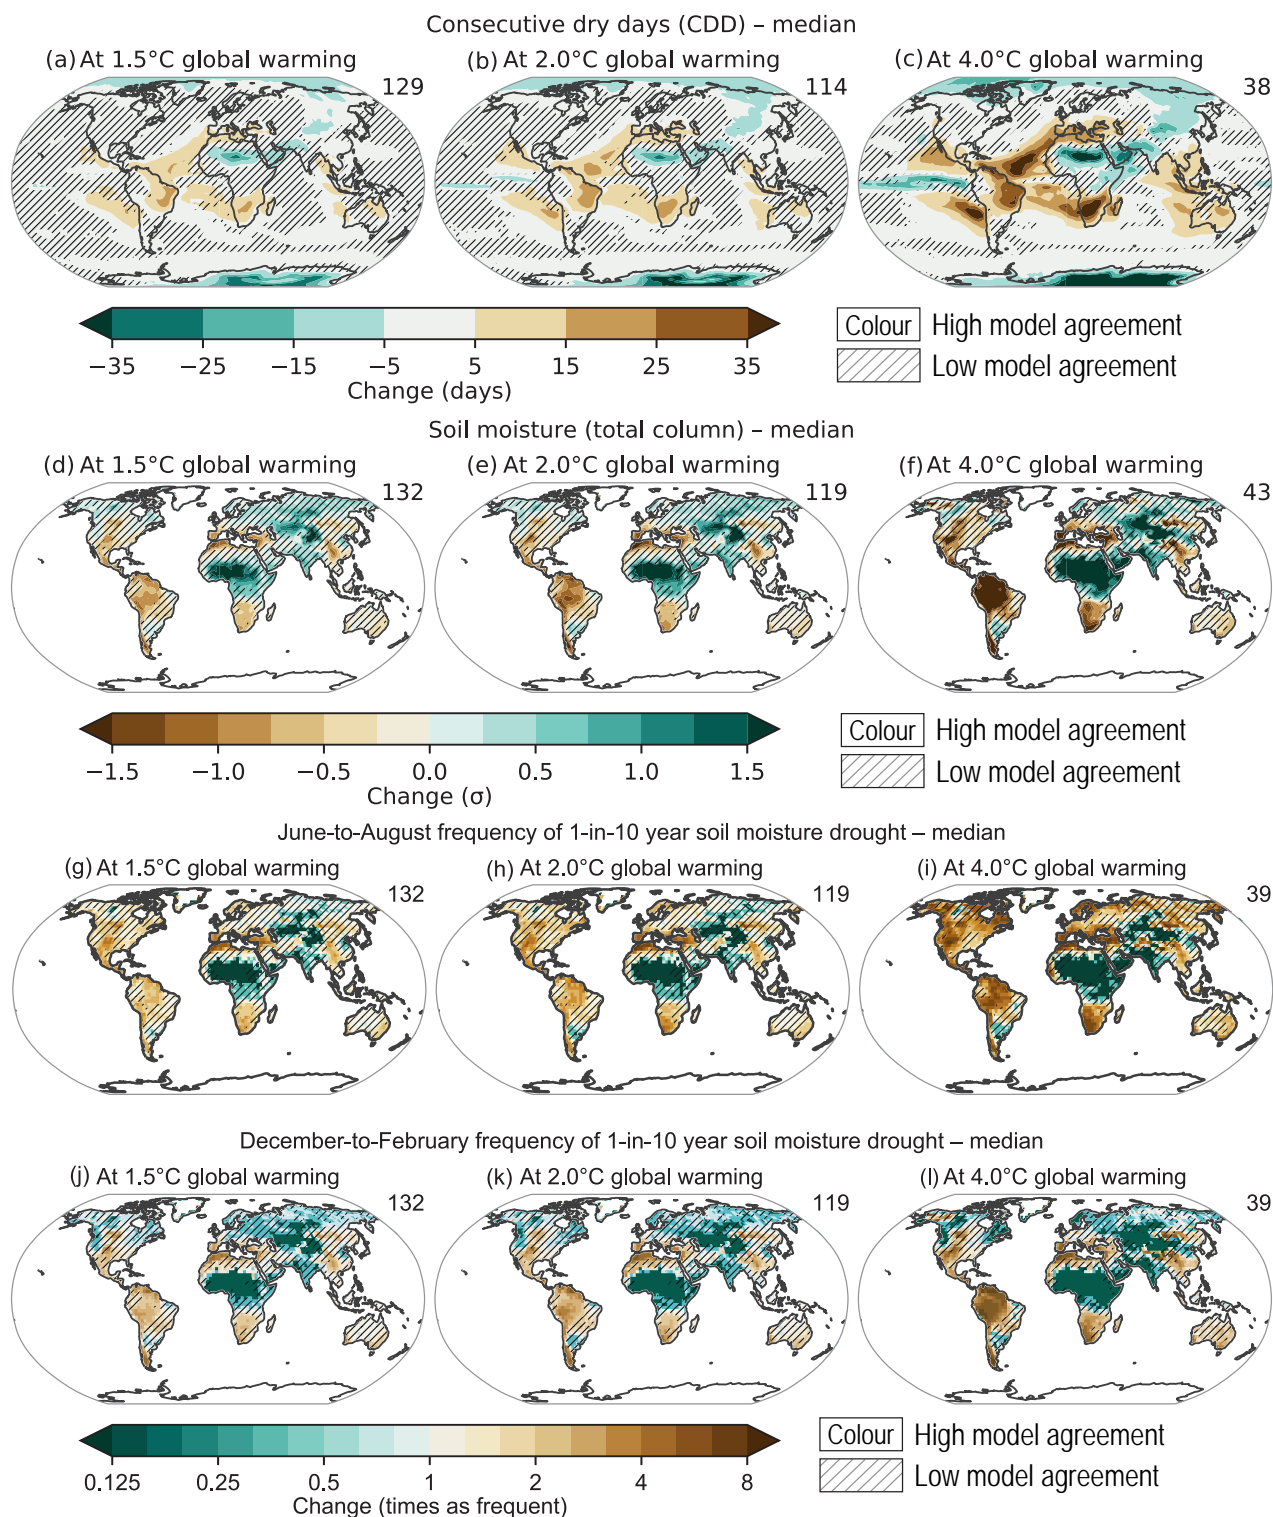 Consecutive dry days (CDD) – median
(a) At 1.5°C global warming
129
(b) At 2.0°C global warming
114
(c) At 4.0°C global warming
38
−35 −25 −15 −5 5 15 25 35
Change (days)
Colour High model agreement
Low model agreement
Soil moisture (total column) – median
(d) At 1.5°C global warming
132
(e) At 2.0°C global warming
119
(f) At 4.0°C global warming
43
−1.5 −1.0 −0.5 0.0 0.5 1.0 1.5
Change (σ)
Colour High model agreement
Low model agreement
June-to-August frequency of 1-in-10 year soil moisture drought – median
(g) At 1.5°C global warming
132
(h) At 2.0°C global warming
119
(i) At 4.0°C global warming
39
December-to-February frequency of 1-in-10 year soil moisture drought – median
(j) At 1.5°C global warming
132
(k) At 2.0°C global warming
119
(l) At 4.0°C global warming
39
0.125 0.25 0.5 1 2 4 8
Change (times as frequent)
Colour High model agreement
Low model agreement